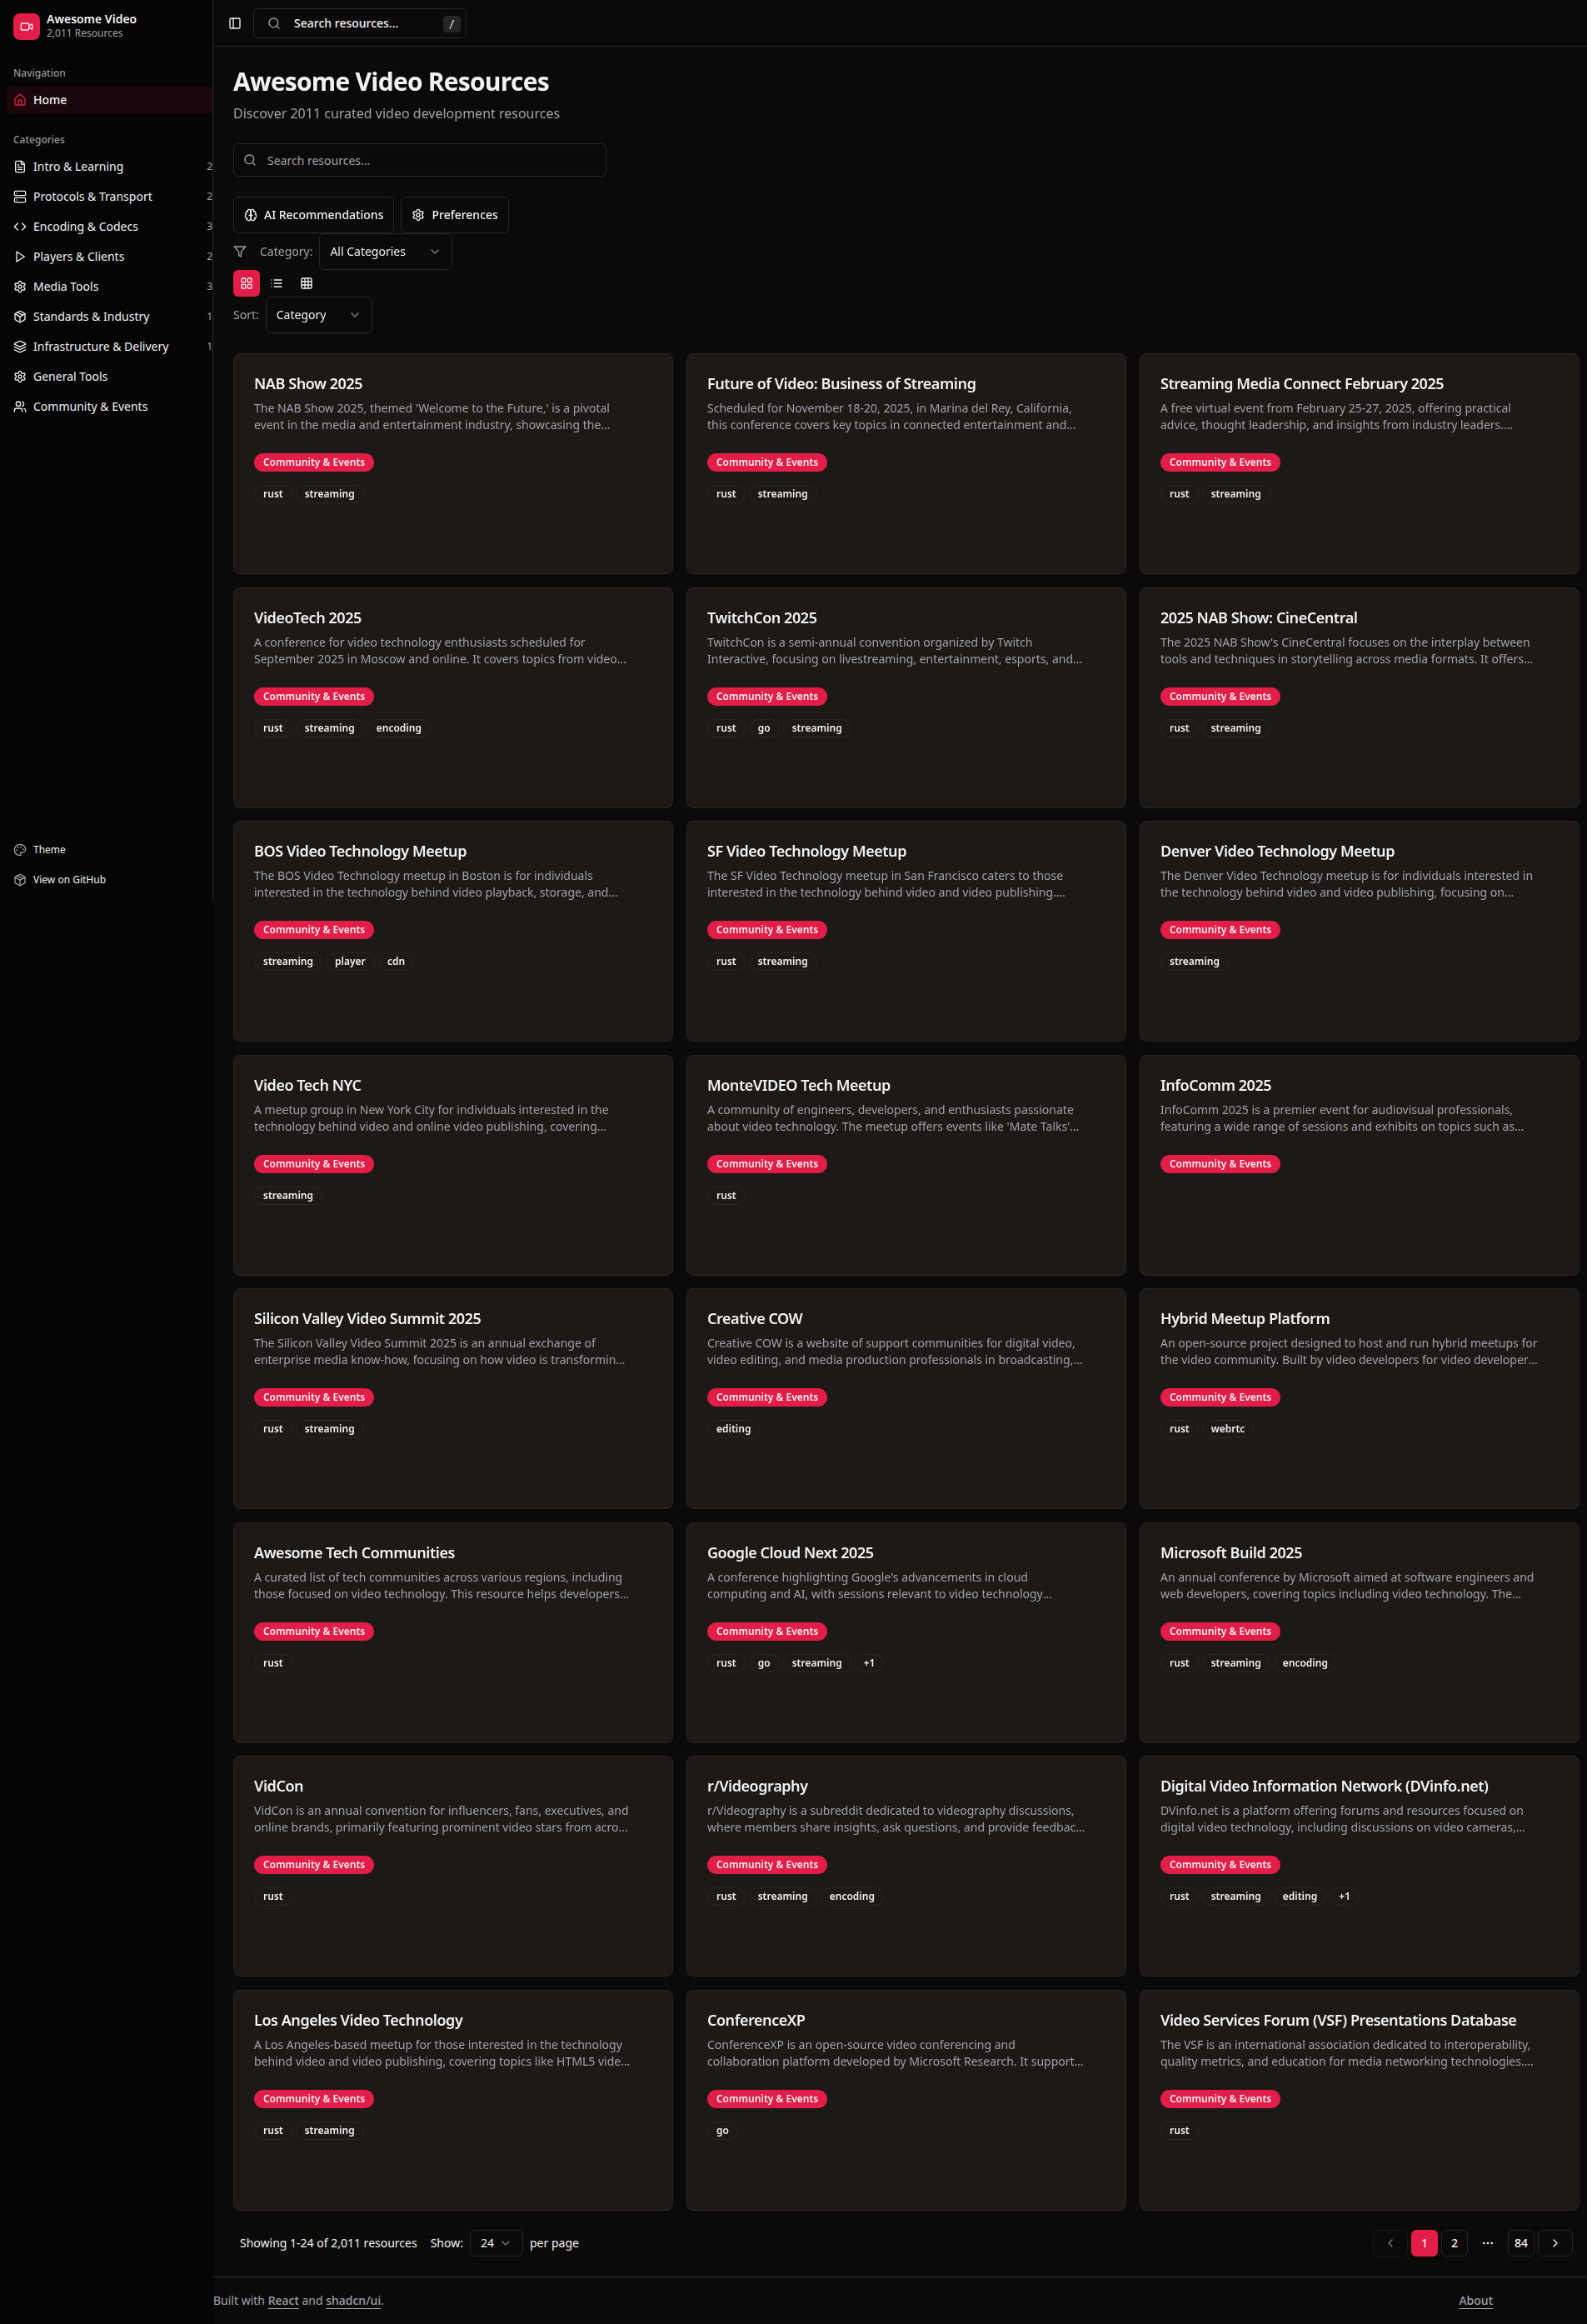 Awesome Video
2,011 Resources
Navigation
Home
Categories
Intro & Learning 2
Protocols & Transport 2
Encoding & Codecs 3
Players & Clients 2
Media Tools 3
Standards & Industry 1
Infrastructure & Delivery 1
General Tools
Community & Events
Theme
View on GitHub
Search resources... /
Awesome Video Resources
Discover 2011 curated video development resources
Search resources...
AI Recommendations Preferences
Category: All Categories
Sort: Category
NAB Show 2025
The NAB Show 2025, themed 'Welcome to the Future,' is a pivotal
event in the media and entertainment industry, showcasing the...
Community & Events
rust streaming
Future of Video: Business of Streaming
Scheduled for November 18-20, 2025, in Marina del Rey, California,
this conference covers key topics in connected entertainment and...
Community & Events
rust streaming
Streaming Media Connect February 2025
A free virtual event from February 25-27, 2025, offering practical
advice, thought leadership, and insights from industry leaders....
Community & Events
rust streaming
VideoTech 2025
A conference for video technology enthusiasts scheduled for
September 2025 in Moscow and online. It covers topics from video...
Community & Events
rust streaming encoding
TwitchCon 2025
TwitchCon is a semi-annual convention organized by Twitch
Interactive, focusing on livestreaming, entertainment, esports, and...
Community & Events
rust go streaming
2025 NAB Show: CineCentral
The 2025 NAB Show's CineCentral focuses on the interplay between
tools and techniques in storytelling across media formats. It offers...
Community & Events
rust streaming
BOS Video Technology Meetup
The BOS Video Technology meetup in Boston is for individuals
interested in the technology behind video playback, storage, and...
Community & Events
streaming player cdn
SF Video Technology Meetup
The SF Video Technology meetup in San Francisco caters to those
interested in the technology behind video and video publishing....
Community & Events
rust streaming
Denver Video Technology Meetup
The Denver Video Technology meetup is for individuals interested in
the technology behind video and video publishing, focusing on...
Community & Events
streaming
Video Tech NYC
A meetup group in New York City for individuals interested in the
technology behind video and online video publishing, covering...
Community & Events
streaming
MonteVIDEO Tech Meetup
A community of engineers, developers, and enthusiasts passionate
about video technology. The meetup offers events like 'Mate Talks'...
Community & Events
rust
InfoComm 2025
InfoComm 2025 is a premier event for audiovisual professionals,
featuring a wide range of sessions and exhibits on topics such as...
Community & Events
Silicon Valley Video Summit 2025
The Silicon Valley Video Summit 2025 is an annual exchange of
enterprise media know-how, focusing on how video is transformin...
Community & Events
rust streaming
Creative COW
Creative COW is a website of support communities for digital video,
video editing, and media production professionals in broadcasting,...
Community & Events
editing
Hybrid Meetup Platform
An open-source project designed to host and run hybrid meetups for
the video community. Built by video developers for video developer...
Community & Events
rust webrtc
Awesome Tech Communities
A curated list of tech communities across various regions, including
those focused on video technology. This resource helps developers...
Community & Events
rust
Google Cloud Next 2025
A conference highlighting Google's advancements in cloud
computing and AI, with sessions relevant to video technology...
Community & Events
rust go streaming +1
Microsoft Build 2025
An annual conference by Microsoft aimed at software engineers and
web developers, covering topics including video technology. The...
Community & Events
rust streaming encoding
VidCon
VidCon is an annual convention for influencers, fans, executives, and
online brands, primarily featuring prominent video stars from acro...
Community & Events
rust
r/Videography
r/Videography is a subreddit dedicated to videography discussions,
where members share insights, ask questions, and provide feedbac...
Community & Events
rust streaming encoding
Digital Video Information Network (DVinfo.net)
DVinfo.net is a platform offering forums and resources focused on
digital video technology, including discussions on video cameras,...
Community & Events
rust streaming editing +1
Los Angeles Video Technology
A Los Angeles-based meetup for those interested in the technology
behind video and video publishing, covering topics like HTML5 vide...
Community & Events
rust streaming
ConferenceXP
ConferenceXP is an open-source video conferencing and
collaboration platform developed by Microsoft Research. It support...
Community & Events
go
Video Services Forum (VSF) Presentations Database
The VSF is an international association dedicated to interoperability,
quality metrics, and education for media networking technologies....
Community & Events
rust
Showing 1-24 of 2,011 resources Show: 24 per page
1 2 ... 84
Built with React and shadcn/ui.
About